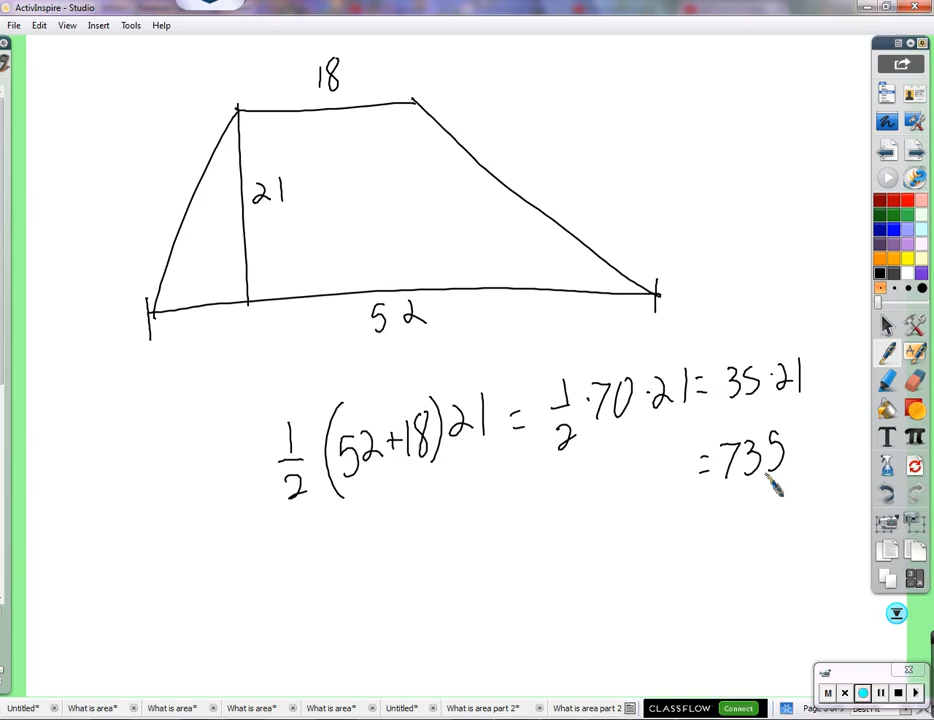 ActivInspire - Studio
File Edit View Insert Tools Help
18
21
52
1/2 (52+18)21 = 1/2 · 70 · 21 = 35 · 21
= 735
Untitled* What is area* What is area* What is area* What is area* Untitled* What is area part 2* What is area part 2 CLASSFLOW Connect